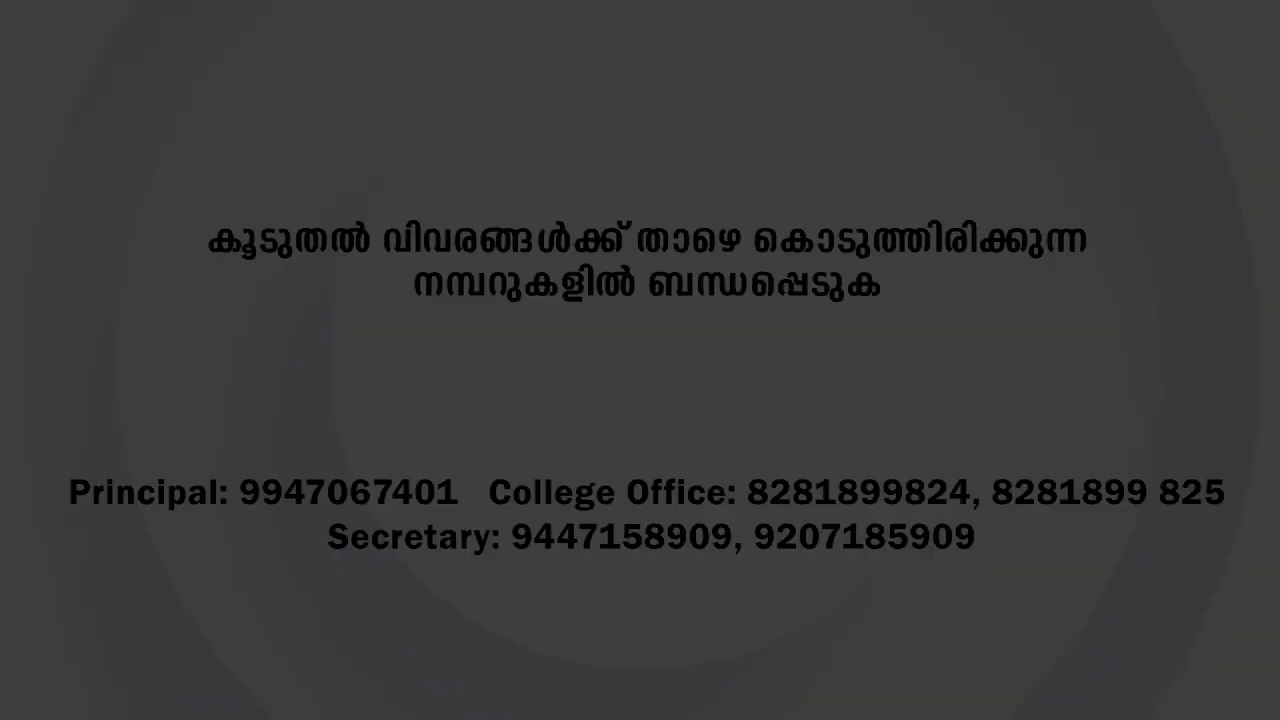 കൂടുതൽ വിവരങ്ങൾക്ക് താഴെ കൊടുത്തിരിക്കുന്ന
നമ്പറുകളിൽ ബന്ധപ്പെടുക
Principal: 9947067401 College Office: 8281899824, 8281899 825
Secretary: 9447158909, 9207185909